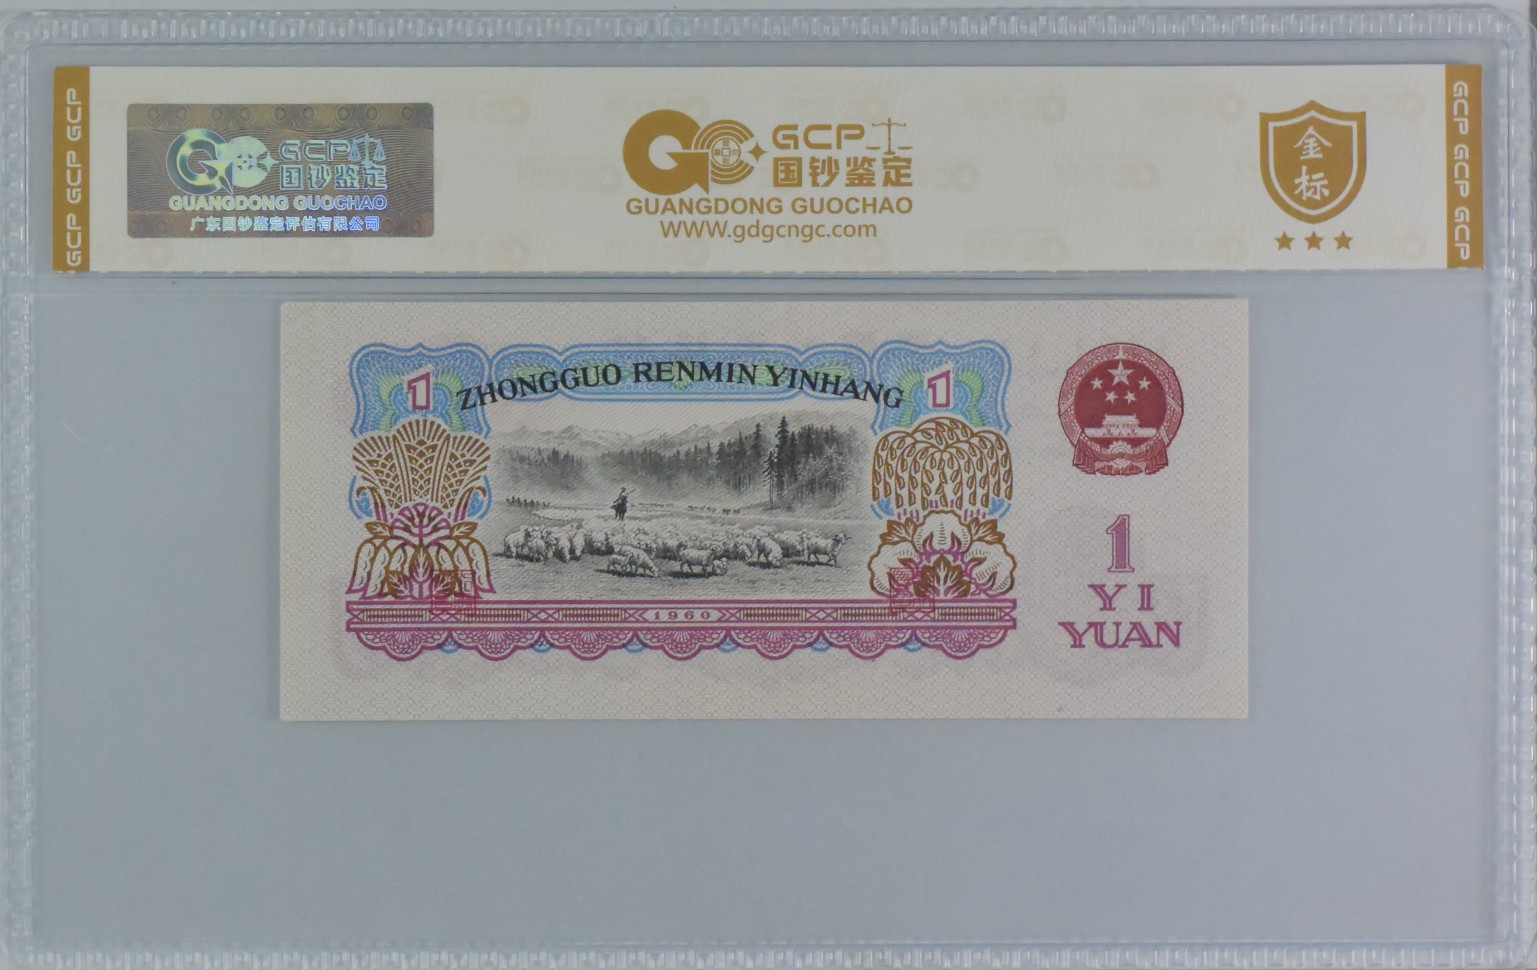 GCP GCP GCP
GCP
国钞鉴定
GUANGDONG GUOCHAO
广东国钞鉴定评估有限公司
GCP
国钞鉴定
GUANGDONG GUOCHAO
WWW.gdgcngc.com
金
标
GCP GCP GCP
1
ZHONGGUO RENMIN YINHANG
1
1960
1
YI
YUAN